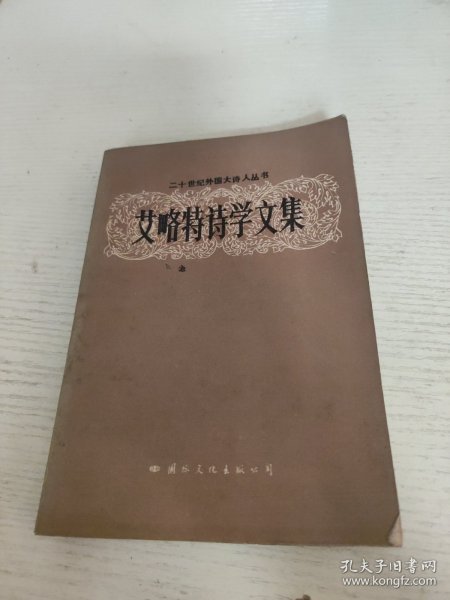 二十世纪外国大诗人丛书
艾略特诗学文集
国际文化出版公司
孔夫子旧书网
www.kongfz.com